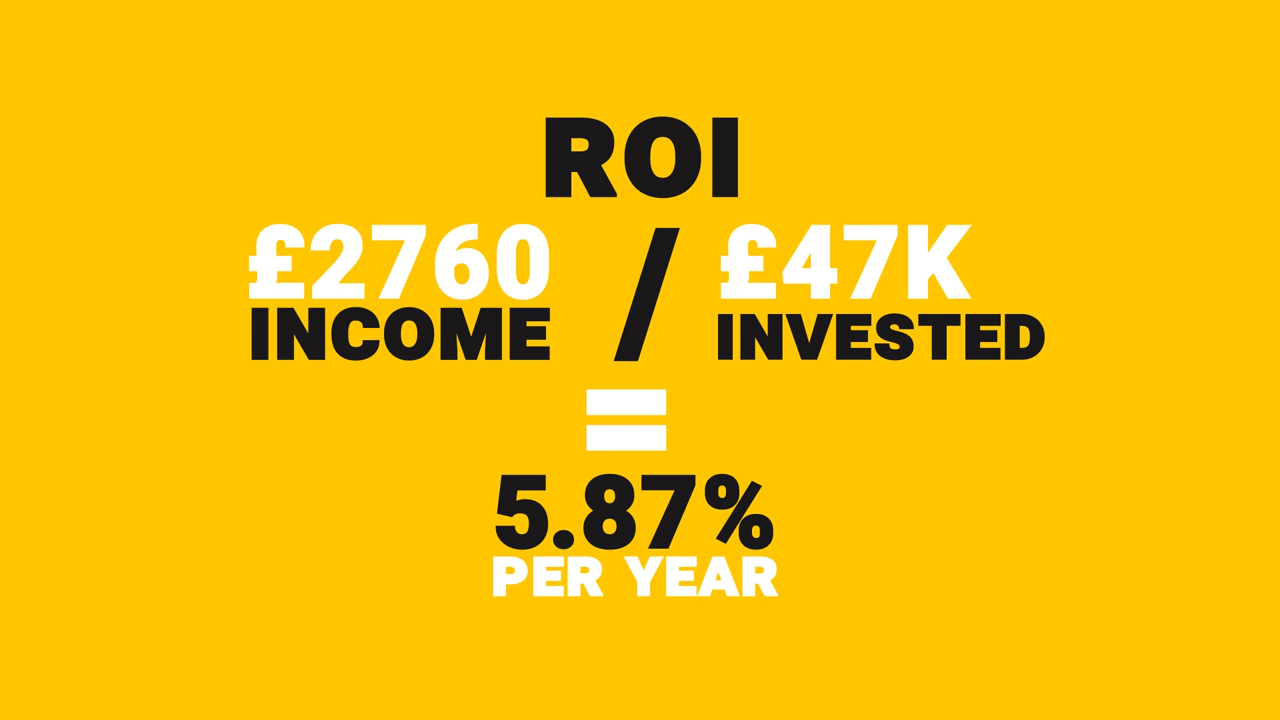 ROI
£2760 / £47K
INCOME INVESTED
=
5.87%
PER YEAR